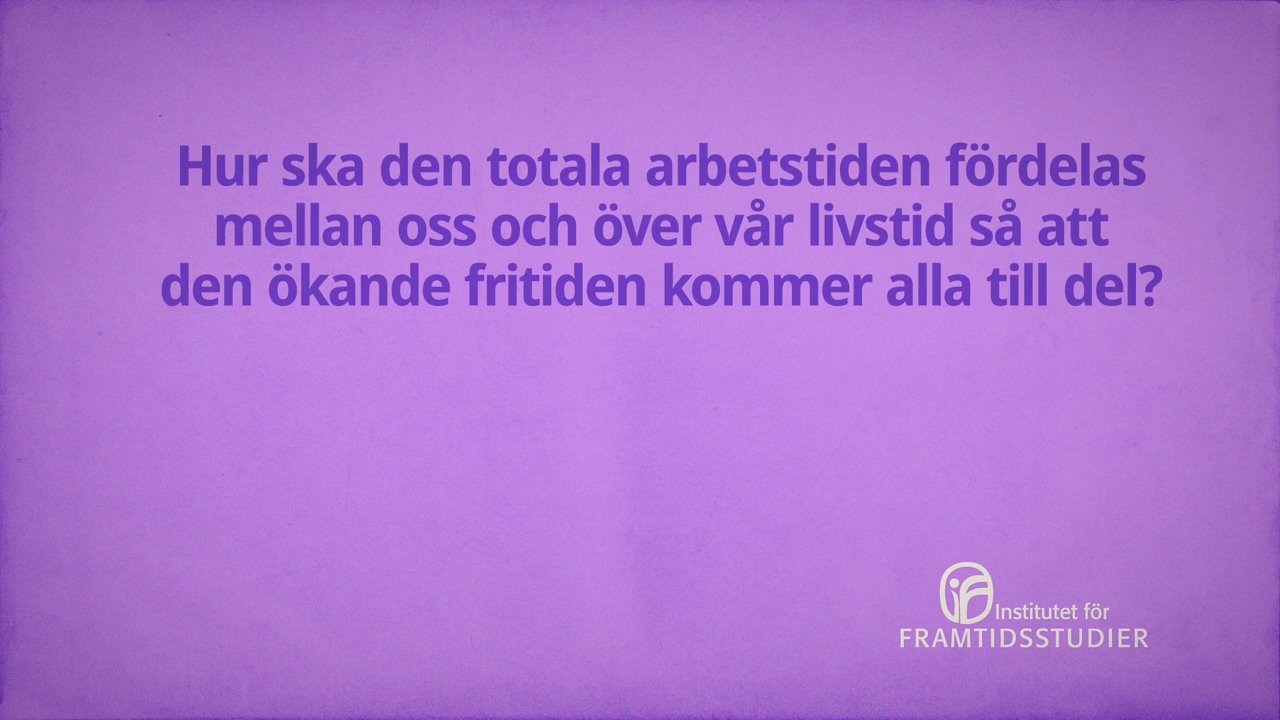 Hur ska den totala arbetstiden fördelas
mellan oss och över vår livstid så att
den ökande fritiden kommer alla till del?
Institutet för
FRAMTIDSSTUDIER